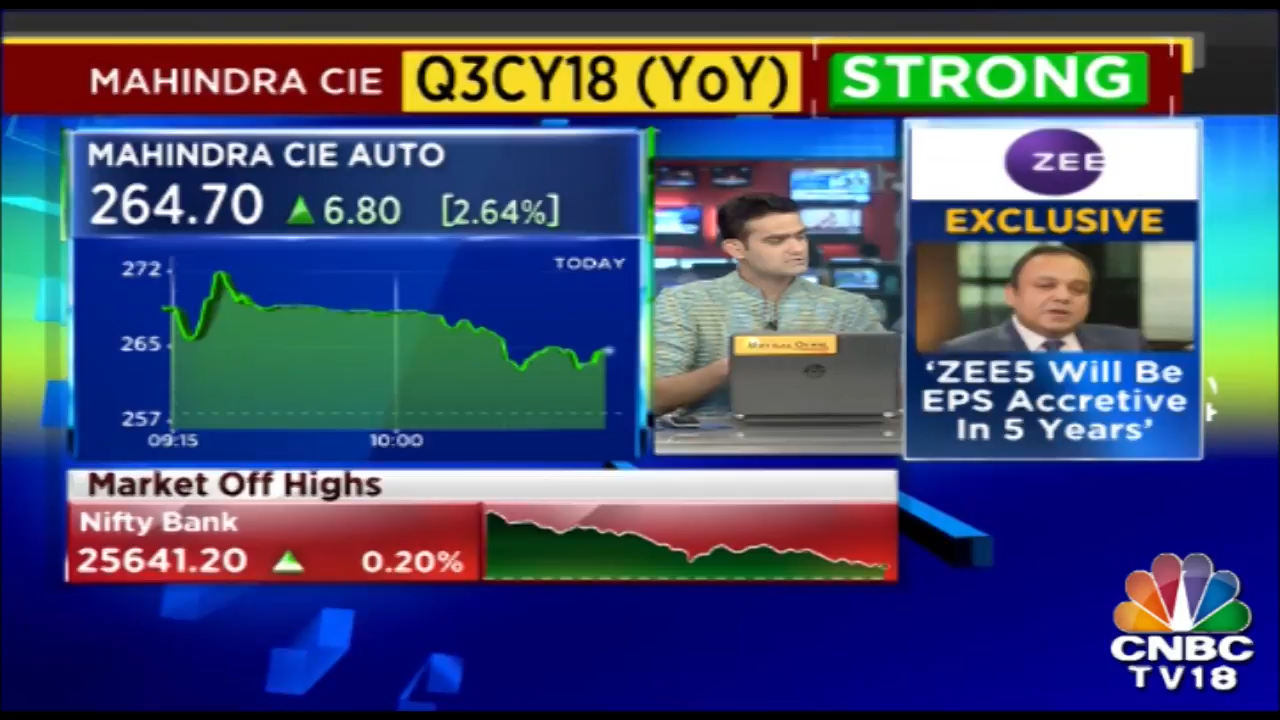 MAHINDRA CIE Q3CY18 (YoY) STRONG
MAHINDRA CIE AUTO
264.70 ▲ 6.80 [2.64%]
TODAY
272
265
257
09:15 10:00
ZEE
EXCLUSIVE
‘ZEE5 Will Be
EPS Accretive
In 5 Years’
Market Off Highs
Nifty Bank
25641.20 ▲ 0.20%
CNBC
TV18